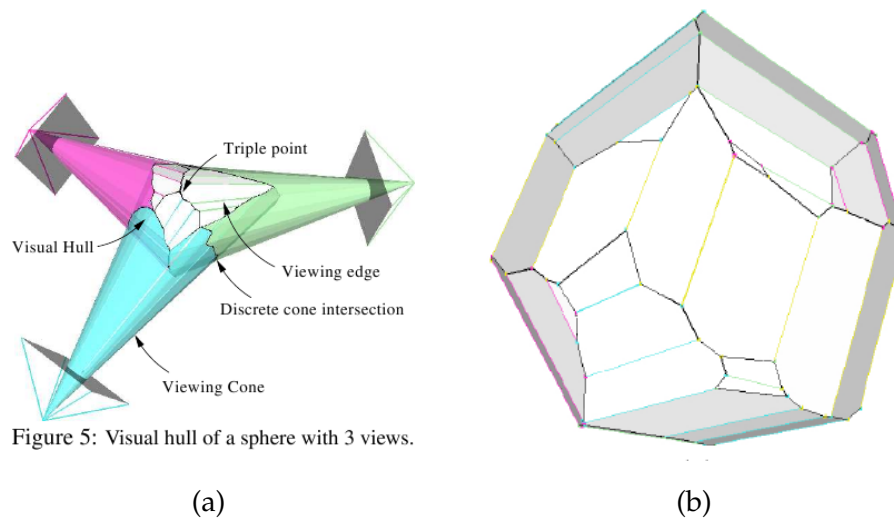 Triple point
Visual Hull
Viewing edge
Discrete cone intersection
Viewing Cone
Figure 5: Visual hull of a sphere with 3 views.
(a)
(b)